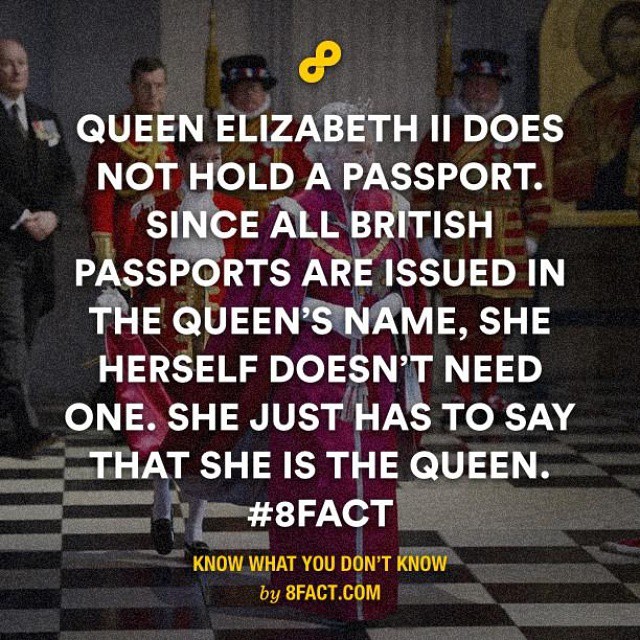 QUEEN ELIZABETH II DOES
NOT HOLD A PASSPORT.
SINCE ALL BRITISH
PASSPORTS ARE ISSUED IN
THE QUEEN'S NAME, SHE
HERSELF DOESN'T NEED
ONE. SHE JUST HAS TO SAY
THAT SHE IS THE QUEEN.
#8FACT
KNOW WHAT YOU DON'T KNOW
by 8FACT.COM